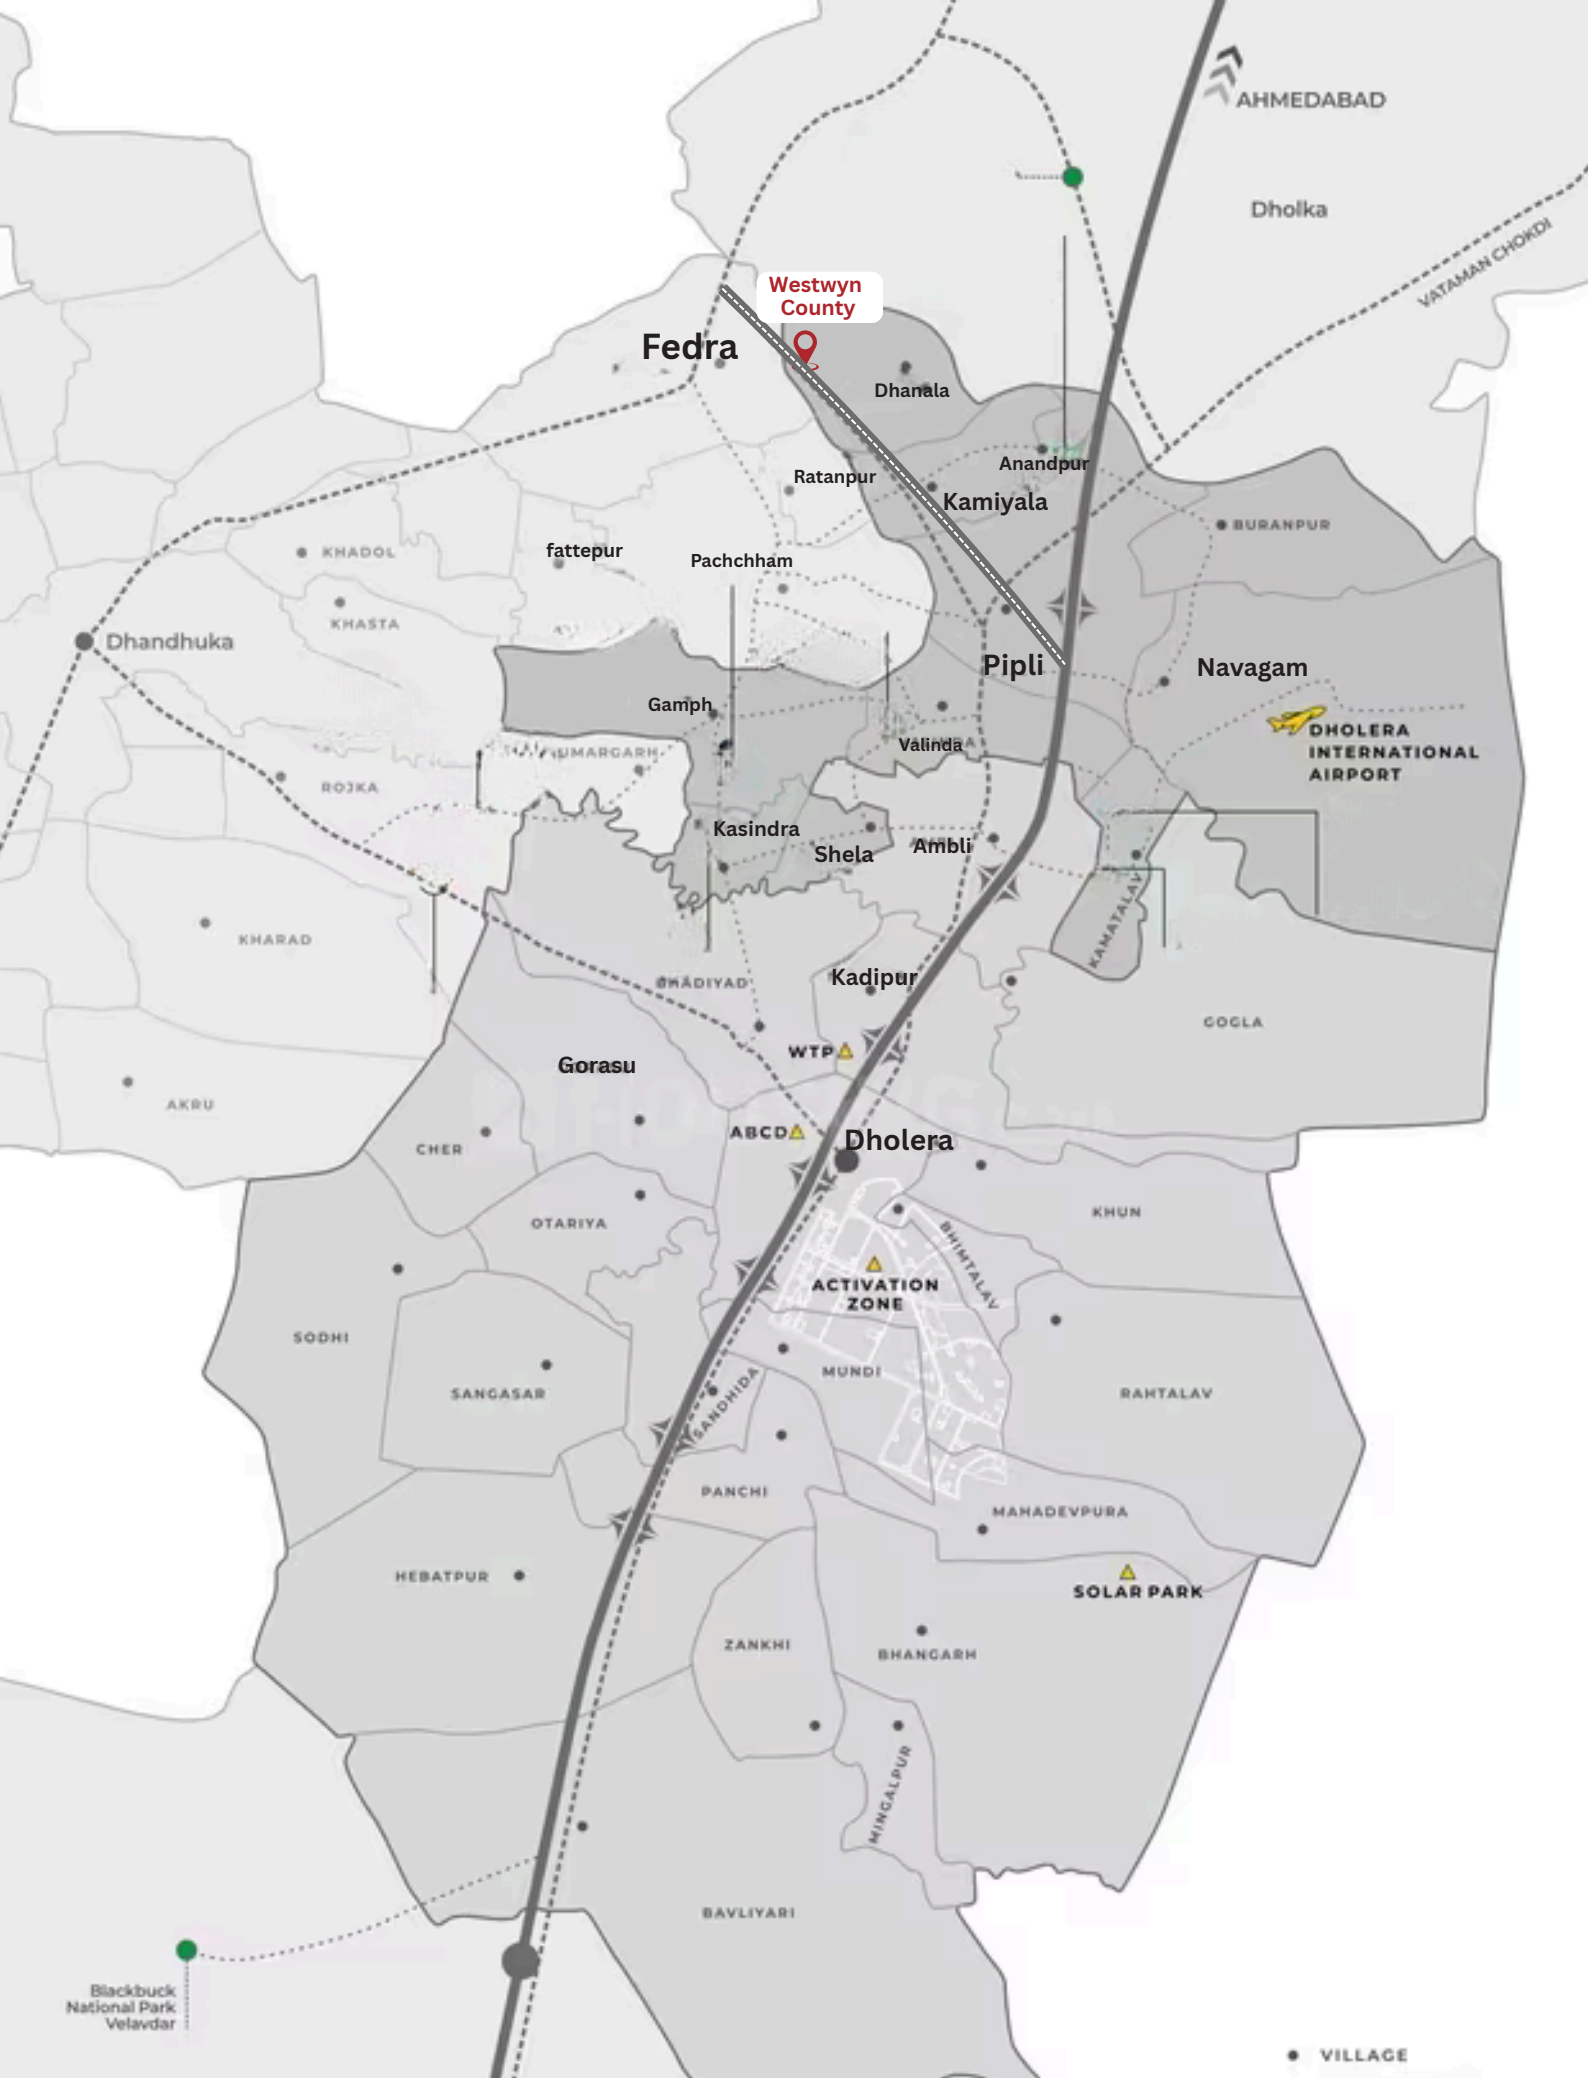 AHMEDABAD
Dholka
VATAMAN CHOKDI
Westwyn
County
Fedra
Dhanala
Anandpur
Ratanpur
Kamiyala
BURANPUR
KHADOL
fattepur
Pachchham
KHASTA
Dhandhuka
Pipli
Navagam
Gamph
DHOLERA
INTERNATIONAL
AIRPORT
Valinda
UMARGARH
ROJKA
Kasindra
Shela
Ambli
KAMATALAV
KHARAD
Kadipur
BHADIYAD
GOGLA
WTP
Gorasu
AKRU
ABCD
Dholera
CHER
KHUN
OTARIYA
BHIMTALAV
ACTIVATION
ZONE
SODHI
MUNDI
SANGASAR
SANDHIDA
RAHTALAV
PANCHI
MAHADEVPURA
HEBATPUR
SOLAR PARK
ZANKHI
BHANGARH
MINGALPUR
BAVLIYARI
Blackbuck
National Park
Velavdar
VILLAGE